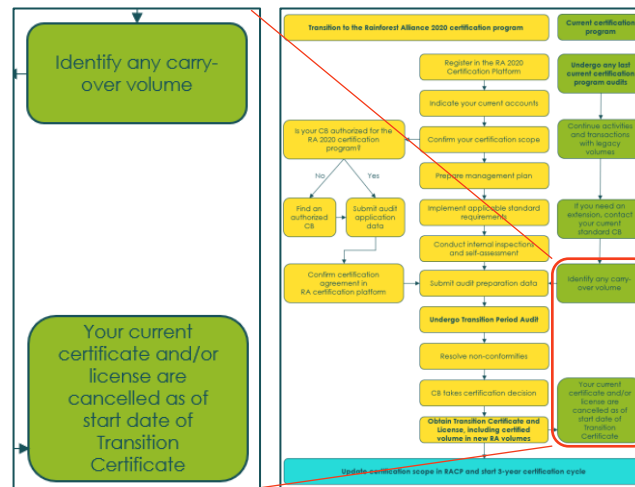 Identify any carry-
over volume
Your current
certificate and/or
license are
cancelled as of
start date of
Transition
Certificate
Transition to the Rainforest Alliance 2020 certification program
Current certification
program
Register in the RA 2020
Certification Platform
Undergo any last
current certification
program audits
Indicate your current accounts
Is your CB authorized for the
RA 2020 certification
program?
Confirm your certification scope
Continue activities
and transactions
with legacy
volumes
No
Yes
Prepare management plan
Find an
authorized
CB
Submit audit
application
data
Implement applicable standard
requirements
If you need an
extension, contact
your current
standard CB
Conduct internal inspections
and self-assessment
Confirm certification
agreement in
RA certification platform
Submit audit preparation data
Identify any carry-
over volume
Undergo Transition Period Audit
Resolve non-conformities
CB takes certification decision
Obtain Transition Certificate and
License, including certified
volume in new RA volumes
Your current
certificate and/or
license are
cancelled as of
start date of
Transition
Certificate
Update certification scope in RACP and start 3-year certification cycle